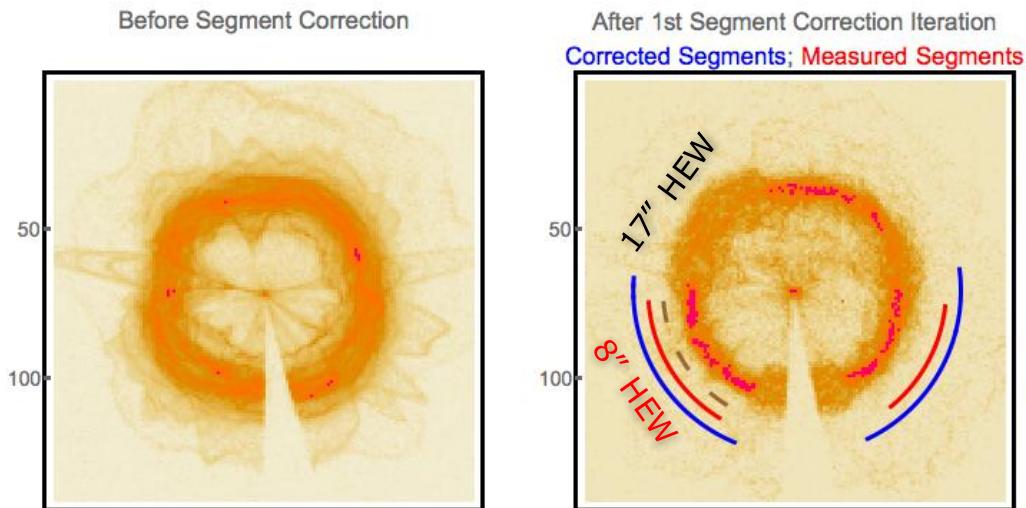 Before Segment Correction
50
100
After 1st Segment Correction Iteration
Corrected Segments; Measured Segments
50
100
17" HEW
8" HEW